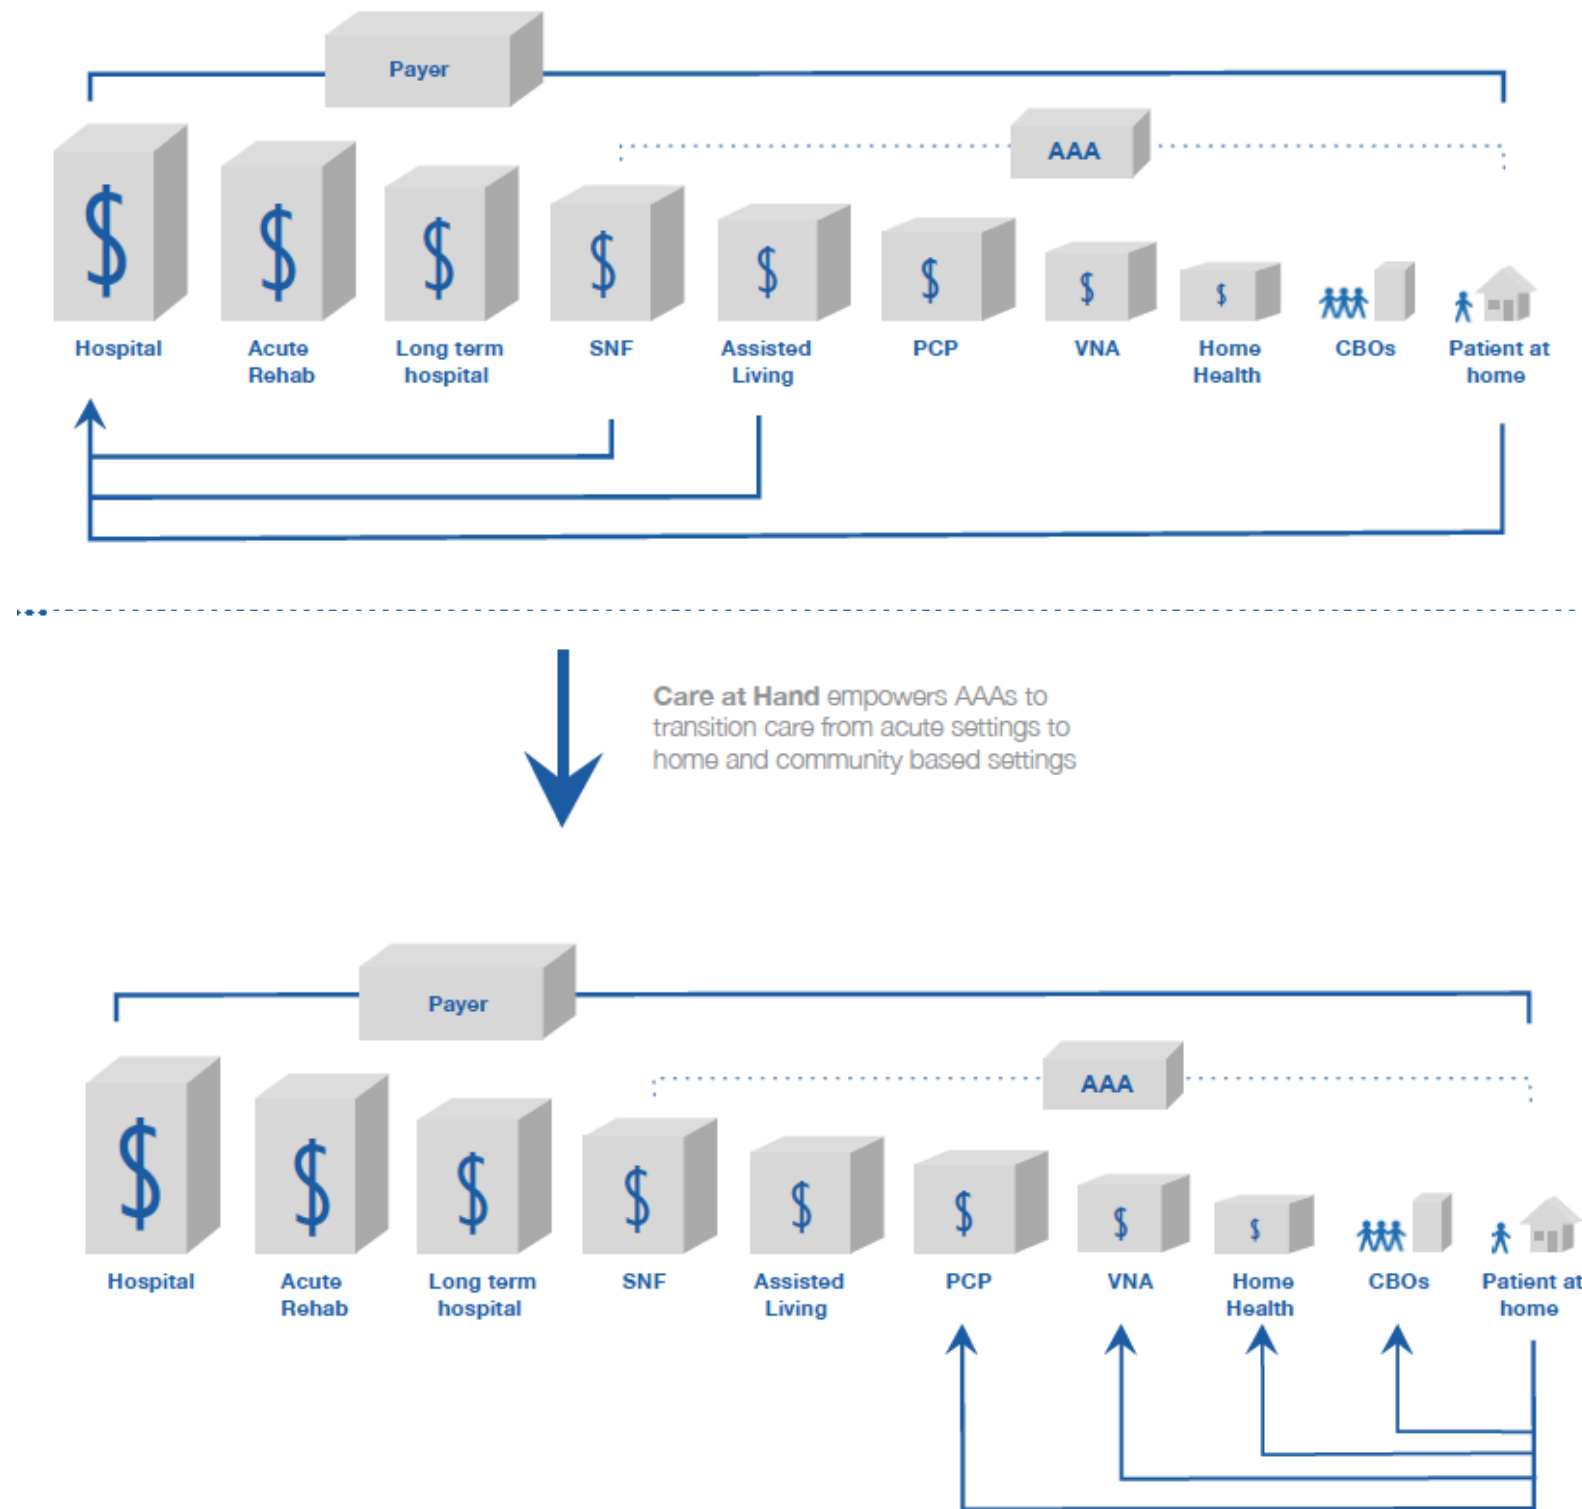 Payer
AAA
$ $ $ $ $ $ $ $
Hospital
Acute
Rehab
Long term
hospital
SNF
Assisted
Living
PCP
VNA
Home
Health
CBOs
Patient at
home
Care at Hand empowers AAAs to
transition care from acute settings to
home and community based settings
Payer
AAA
$ $ $ $ $ $ $ $
Hospital
Acute
Rehab
Long term
hospital
SNF
Assisted
Living
PCP
VNA
Home
Health
CBOs
Patient at
home